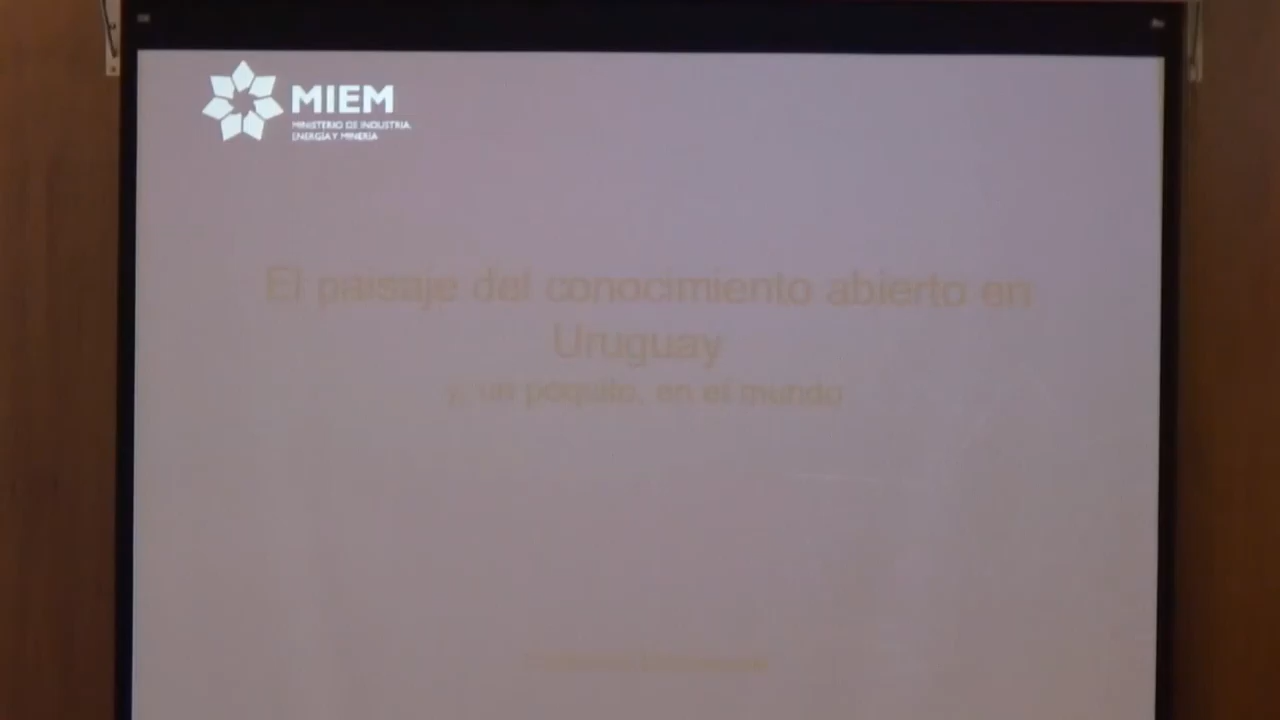 MIEM
MINISTERIO DE INDUSTRIA,
ENERGÍA Y MINERÍA
El paisaje del conocimiento abierto en
Uruguay
y, un poquito, en el mundo